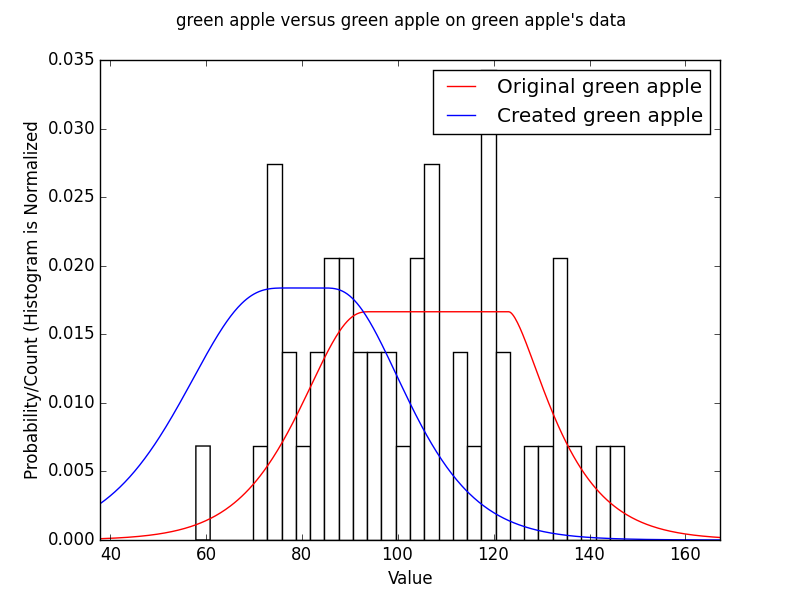 green apple versus green apple on green apple's data
0.035
0.030
0.025
0.020
0.015
0.010
0.005
0.000
Probability/Count (Histogram is Normalized
Original green apple
Created green apple
40 60 80 100 120 140 160
Value